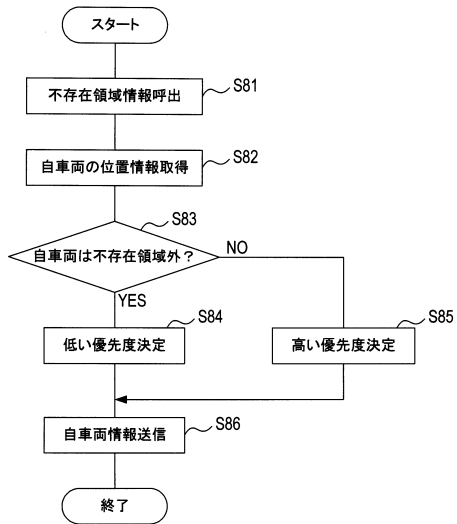 スタート
不存在領域情報呼出
S81
自車両の位置情報取得
S82
S83
自車両は不存在領域外?
NO
YES
S84
低い優先度決定
S85
高い優先度決定
自車両情報送信
S86
終了